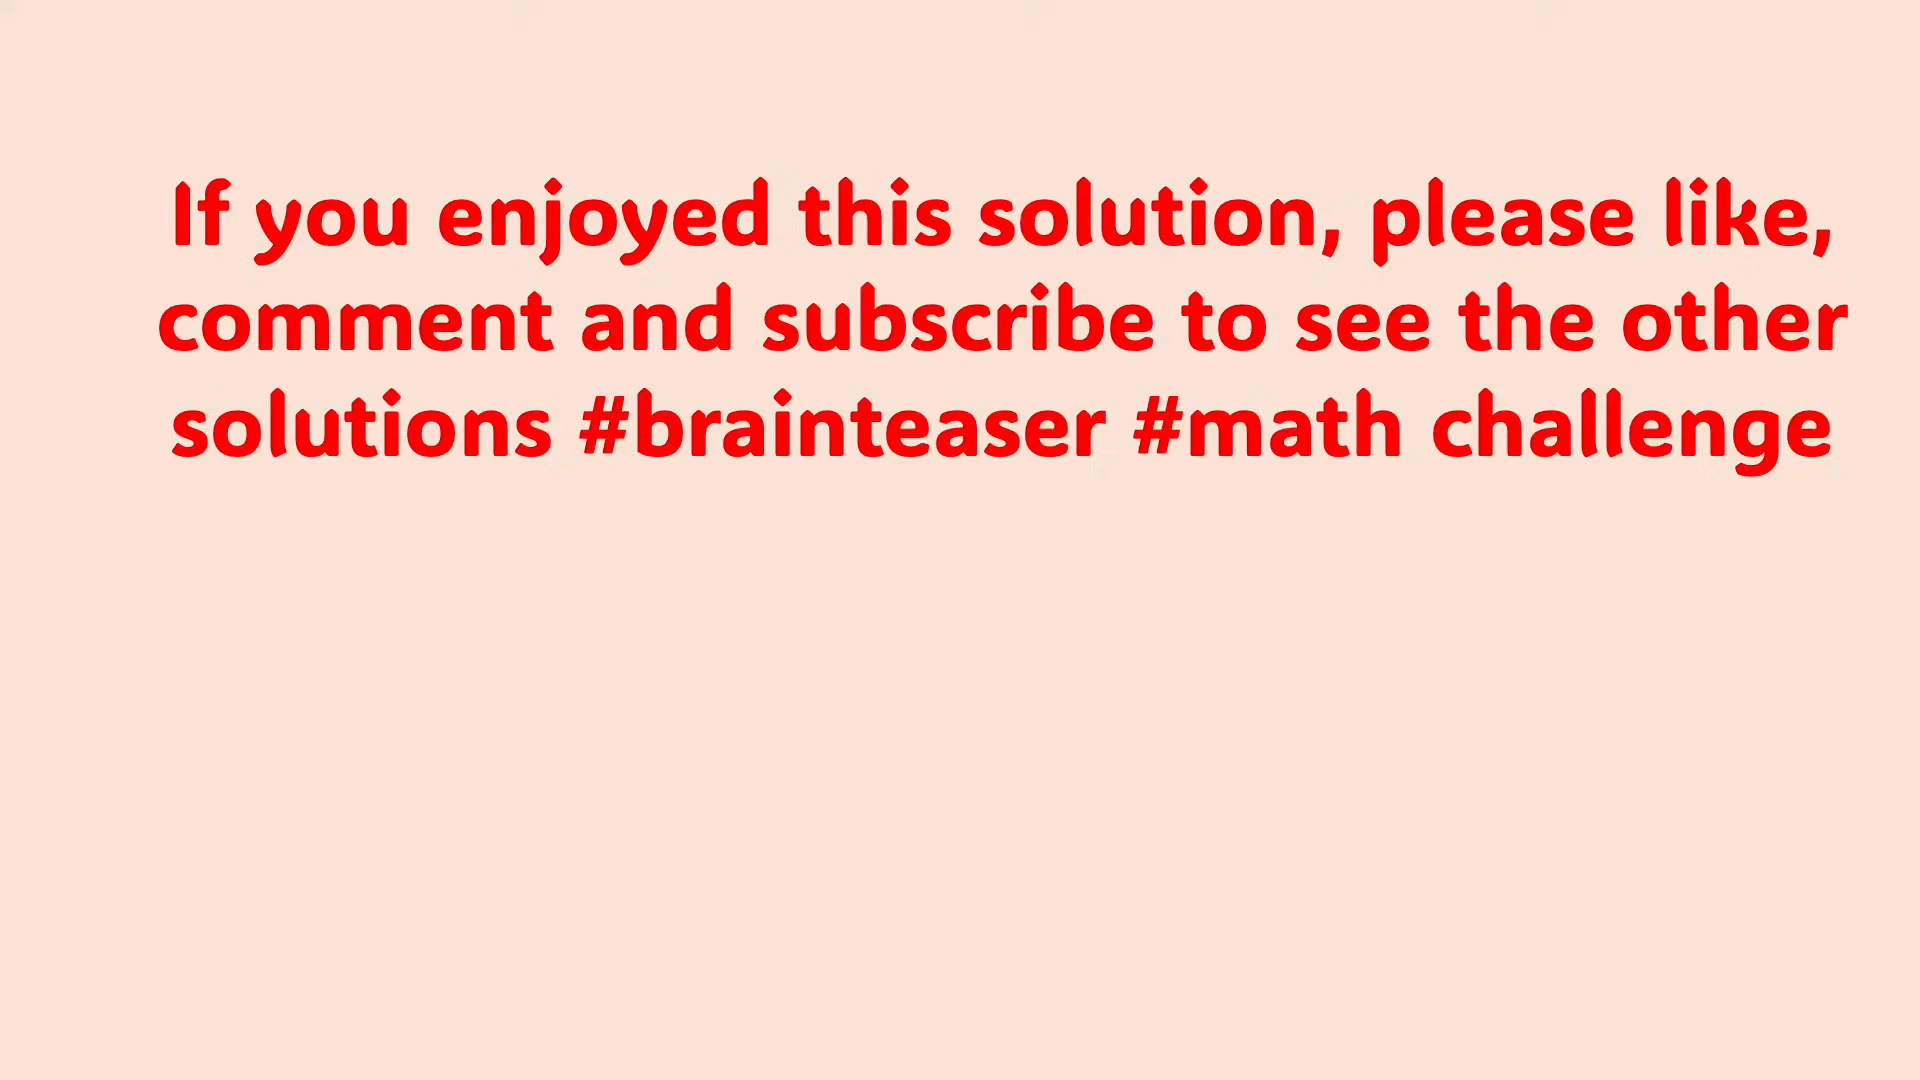 If you enjoyed this solution, please like,
comment and subscribe to see the other
solutions #brainteaser #math challenge